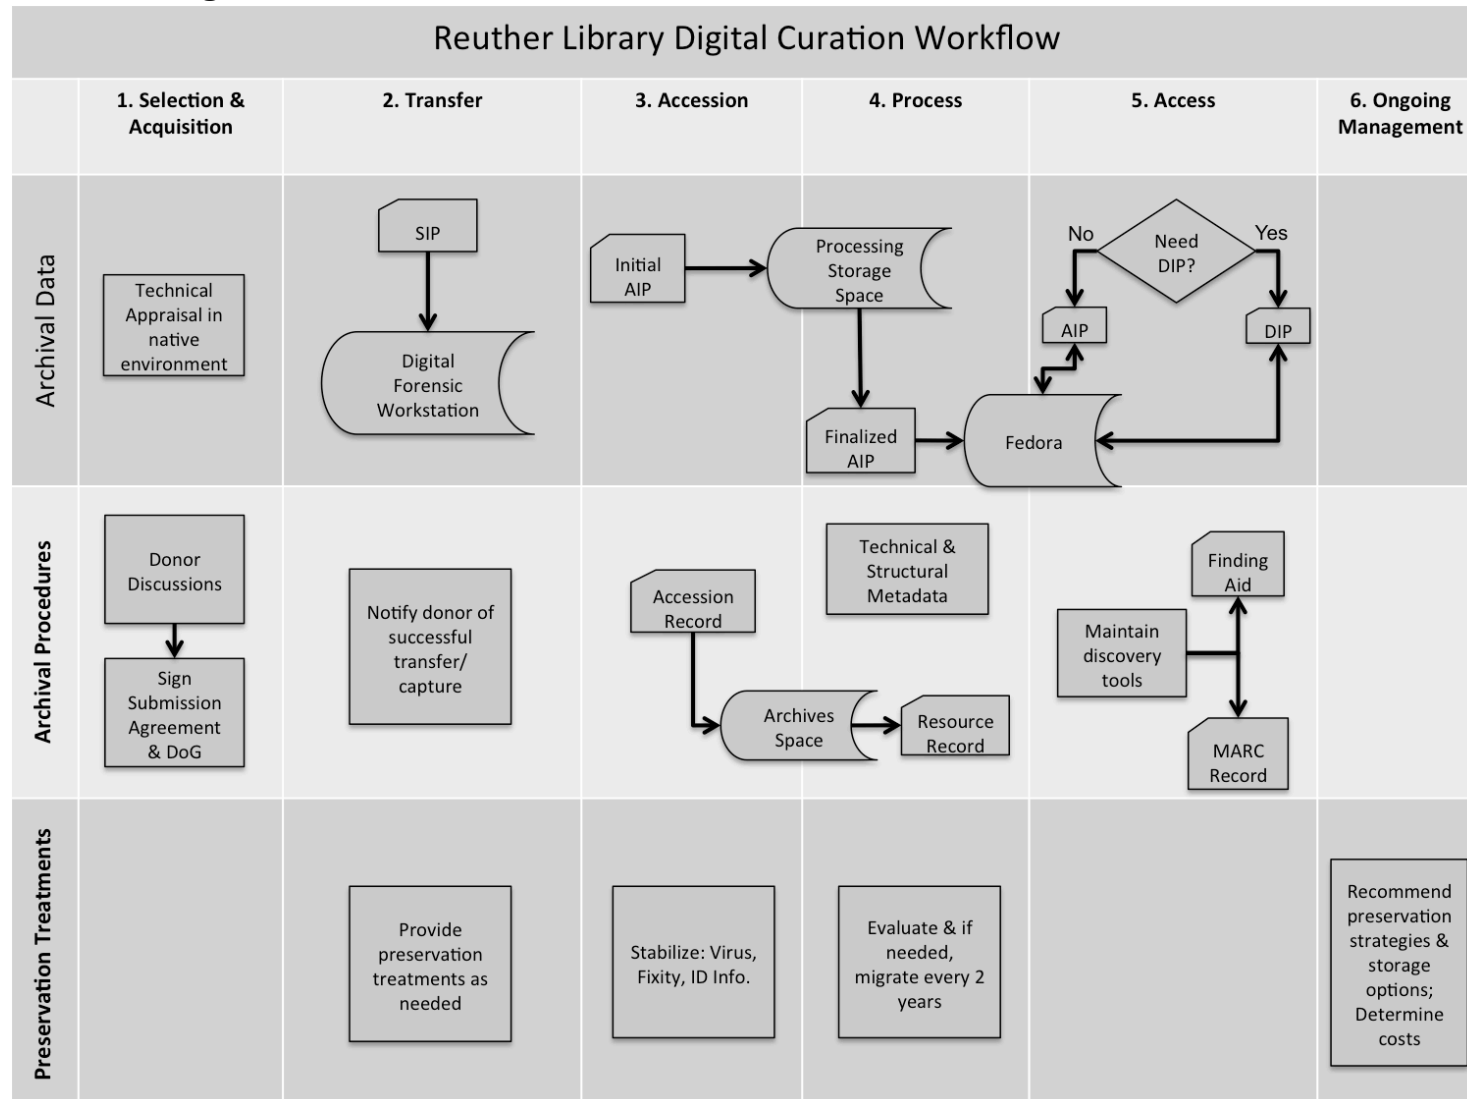 Reuther Library Digital Curation Workflow
1. Selection &
Acquisition
2. Transfer
3. Accession
4. Process
5. Access
6. Ongoing
Management
Archival Data
Technical
Appraisal in
native
environment
SIP
Digital
Forensic
Workstation
Initial
AIP
Processing
Storage
Space
Finalized
AIP
Need
DIP?
No
Yes
AIP
DIP
Fedora
Archival Procedures
Donor
Discussions
Sign
Submission
Agreement
& DoG
Notify donor of
successful
transfer/
capture
Accession
Record
Archives
Space
Technical &
Structural
Metadata
Resource
Record
Maintain
discovery
tools
Finding
Aid
MARC
Record
Preservation Treatments
Provide
preservation
treatments as
needed
Stabilize: Virus,
Fixity, ID Info.
Evaluate & if
needed,
migrate every 2
years
Recommend
preservation
strategies &
storage
options;
Determine
costs